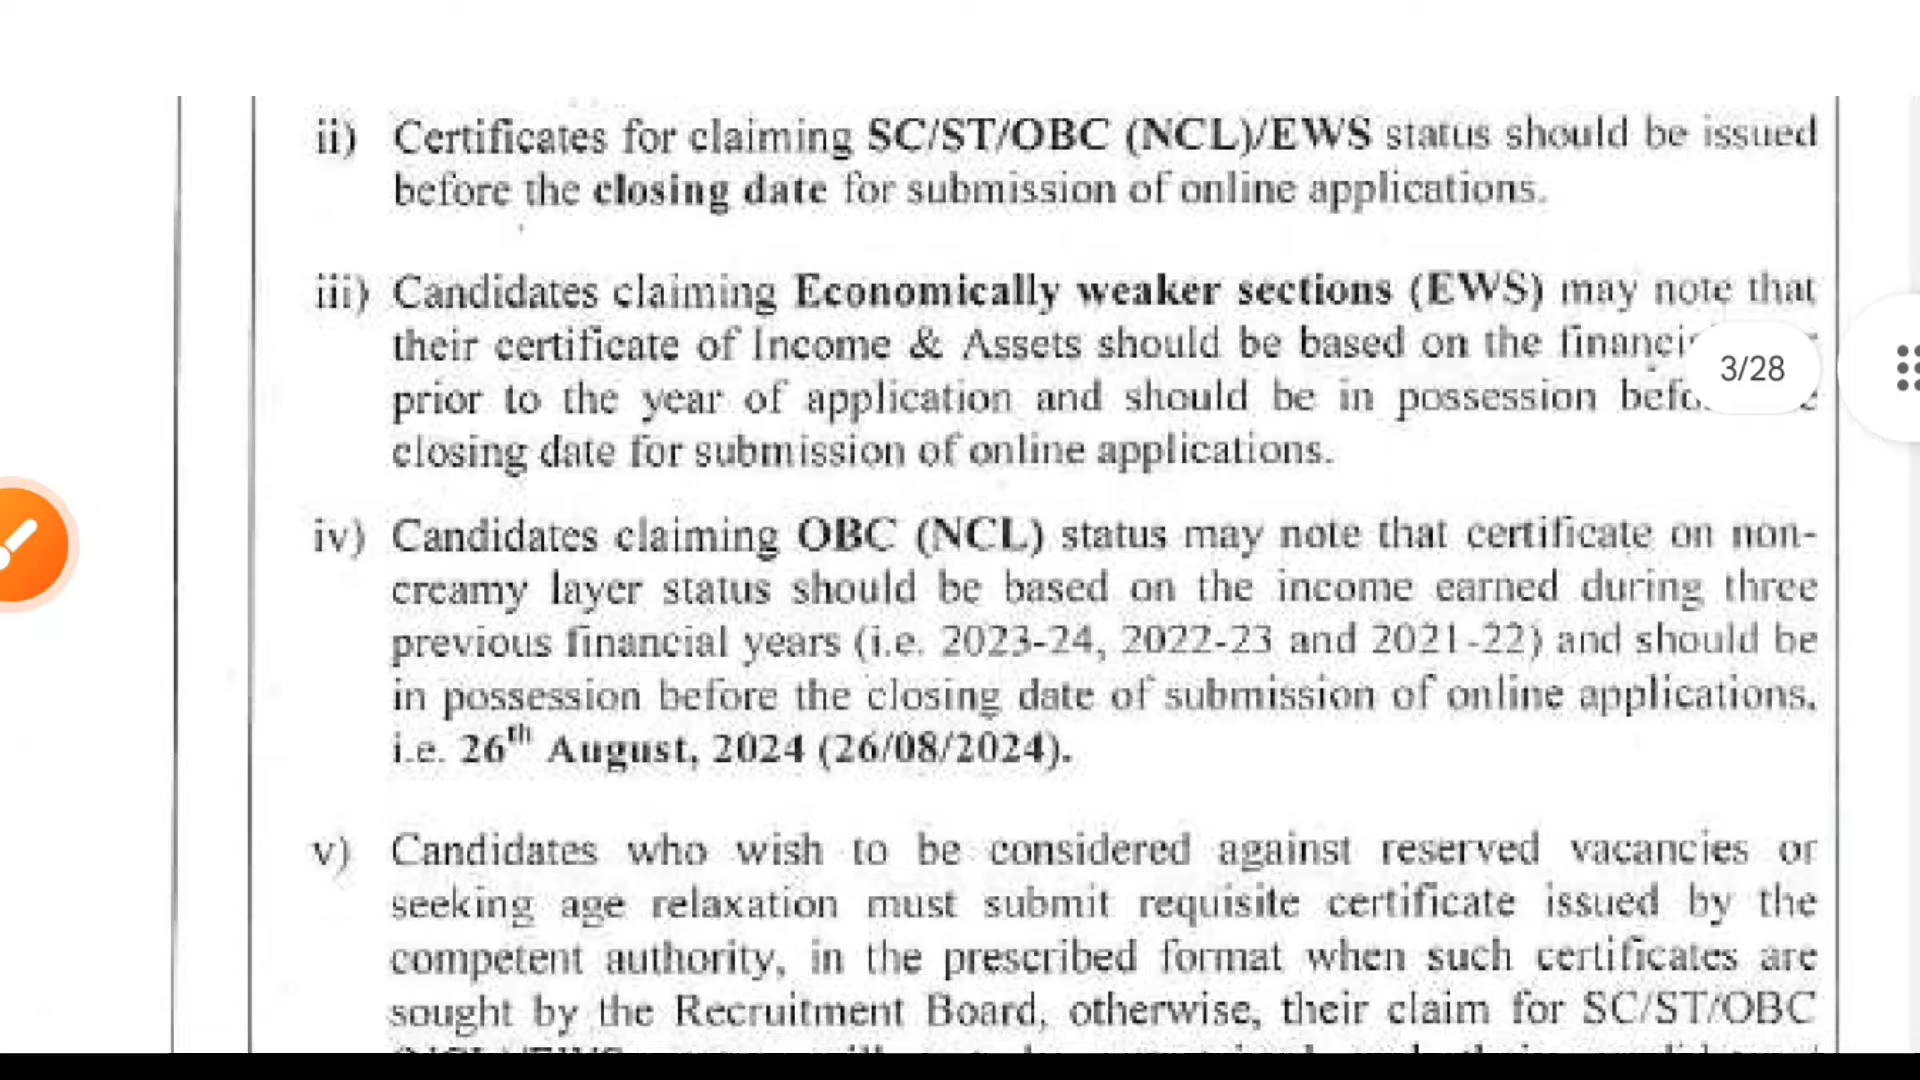 ii) Certificates for claiming SC/ST/OBC (NCL)/EWS status should be issued
before the closing date for submission of online applications.
iii) Candidates claiming Economically weaker sections (EWS) may note that
their certificate of Income & Assets should be based on the
3/28
prior to the year of application and should be in possession
closing date for submission of online applications.
iv) Candidates claiming OBC (NCL) status may note that certificate on non-
creamy layer status should be based on the income earned during three
previous financial years (i.e. 2023-24, 2022-23 and 2021-22) and should be
in possession before the closing date of submission of online applications,
i.e. 26th August, 2024 (26/08/2024).
v) Candidates who wish to be considered against reserved vacancies or
seeking age relaxation must submit requisite certificate issued by the
competent authority, in the prescribed format when such certificates are
sought by the Recruitment Board, otherwise, their claim for SC/ST/OBC